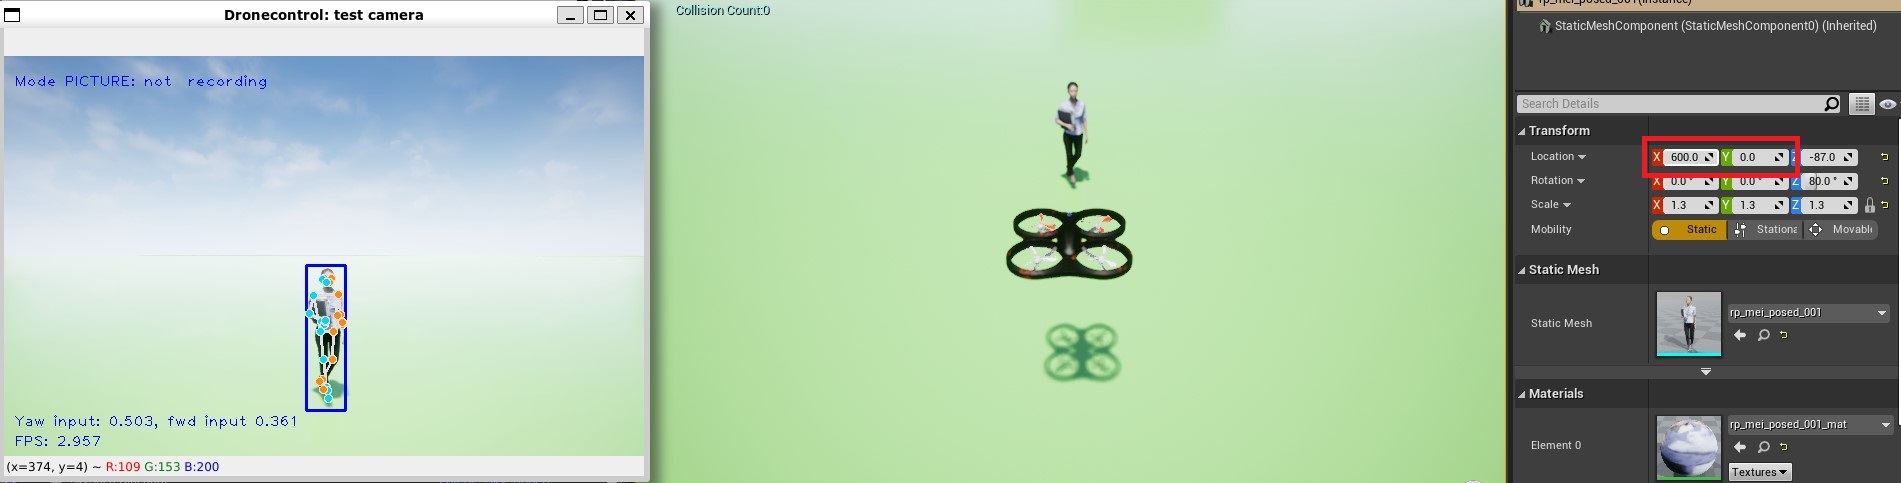 Dronecontrol: test camera
Mode PICTURE: not recording
Yaw input: 0.503, fwd input 0.361
FPS: 2.957
(x=374, y=4) ~ R:109 G:153 B:200
Collision Count:0
rp_mei_posed_001(Instance)
StaticMeshComponent (StaticMeshComponent0) (Inherited)
Search Details
Transform
Location X 600.0 Y 0.0 Z -87.0
Rotation X 0.0° Y 0.0° Z 80.0°
Scale X 1.3 Y 1.3 Z 1.3
Mobility Static Stationa Movabl
Static Mesh
Static Mesh rp_mei_posed_001
Materials
Element 0 rp_mei_posed_001_mat
Textures